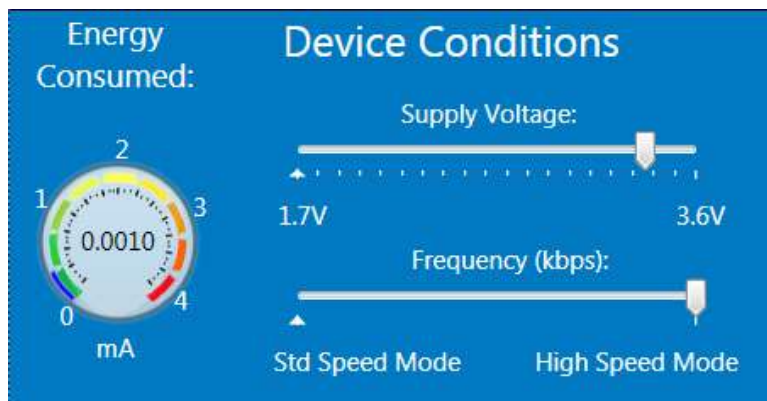 Energy
Consumed:
2
1
3
0.0010
0
4
mA
Device Conditions
Supply Voltage:
1.7V
3.6V
Frequency (kbps):
Std Speed Mode
High Speed Mode